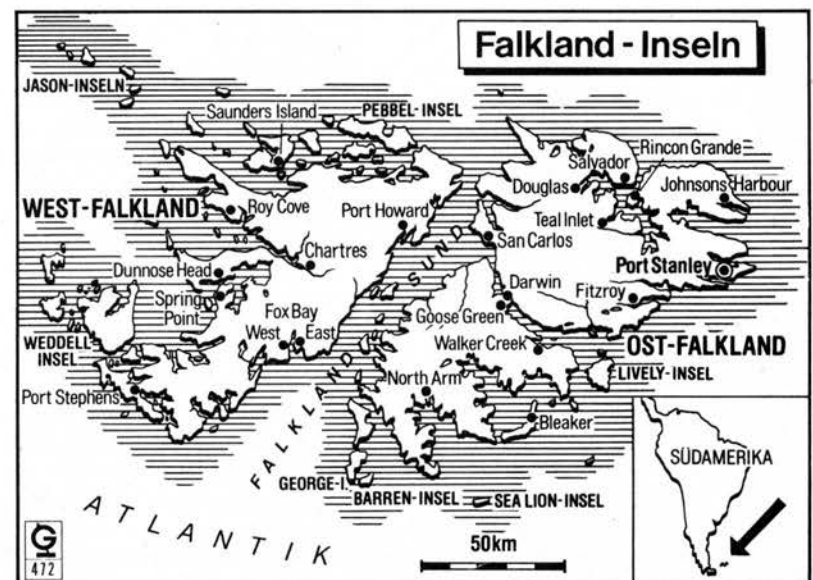 Falkland - Inseln
JASON-INSELN
Saunders Island
PEBBEL-INSEL
Rincon Grande
Salvador
Douglas
Johnsons Harbour
WEST-FALKLAND
Roy Cove
Port Howard
Teal Inlet
San Carlos
Chartres
Dunnose Head
Port Stanley
SUND
Darwin
Spring
Point
Fitzroy
Fox Bay
West
East
Goose Green
Walker Creek
OST-FALKLAND
WEDDELL
INSEL
LIVELY-INSEL
Port Stephens
North Arm
FALKLAND
Bleaker
SÜDAMERIKA
GEORGE-I.
BARREN-INSEL
SEA LION-INSEL
ATLANTIK
50km
G
472